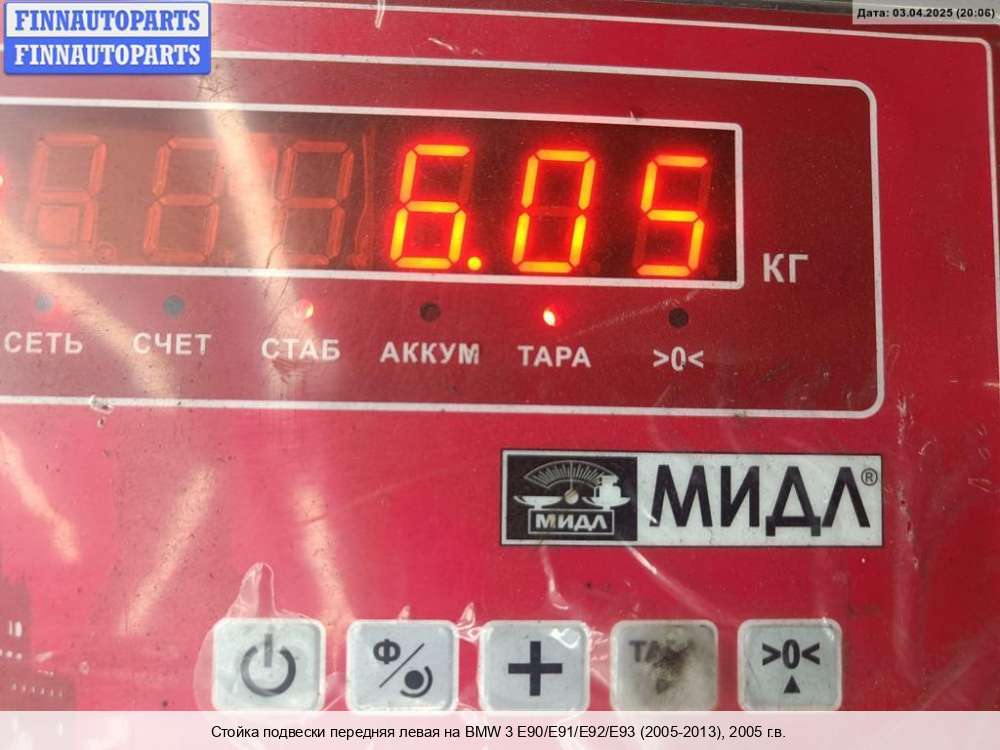 FINNAUTOPARTS
FINNAUTOPARTS
Дата: 03.04.2025 (20:06)
6.05
КГ
СЕТЬ СЧЕТ СТАБ АККУМ ТАРА >0<
МИДЛ МИДЛ®
Ф >0<
Стойка подвески передняя левая на BMW 3 E90/E91/E92/E93 (2005-2013), 2005 г.в.